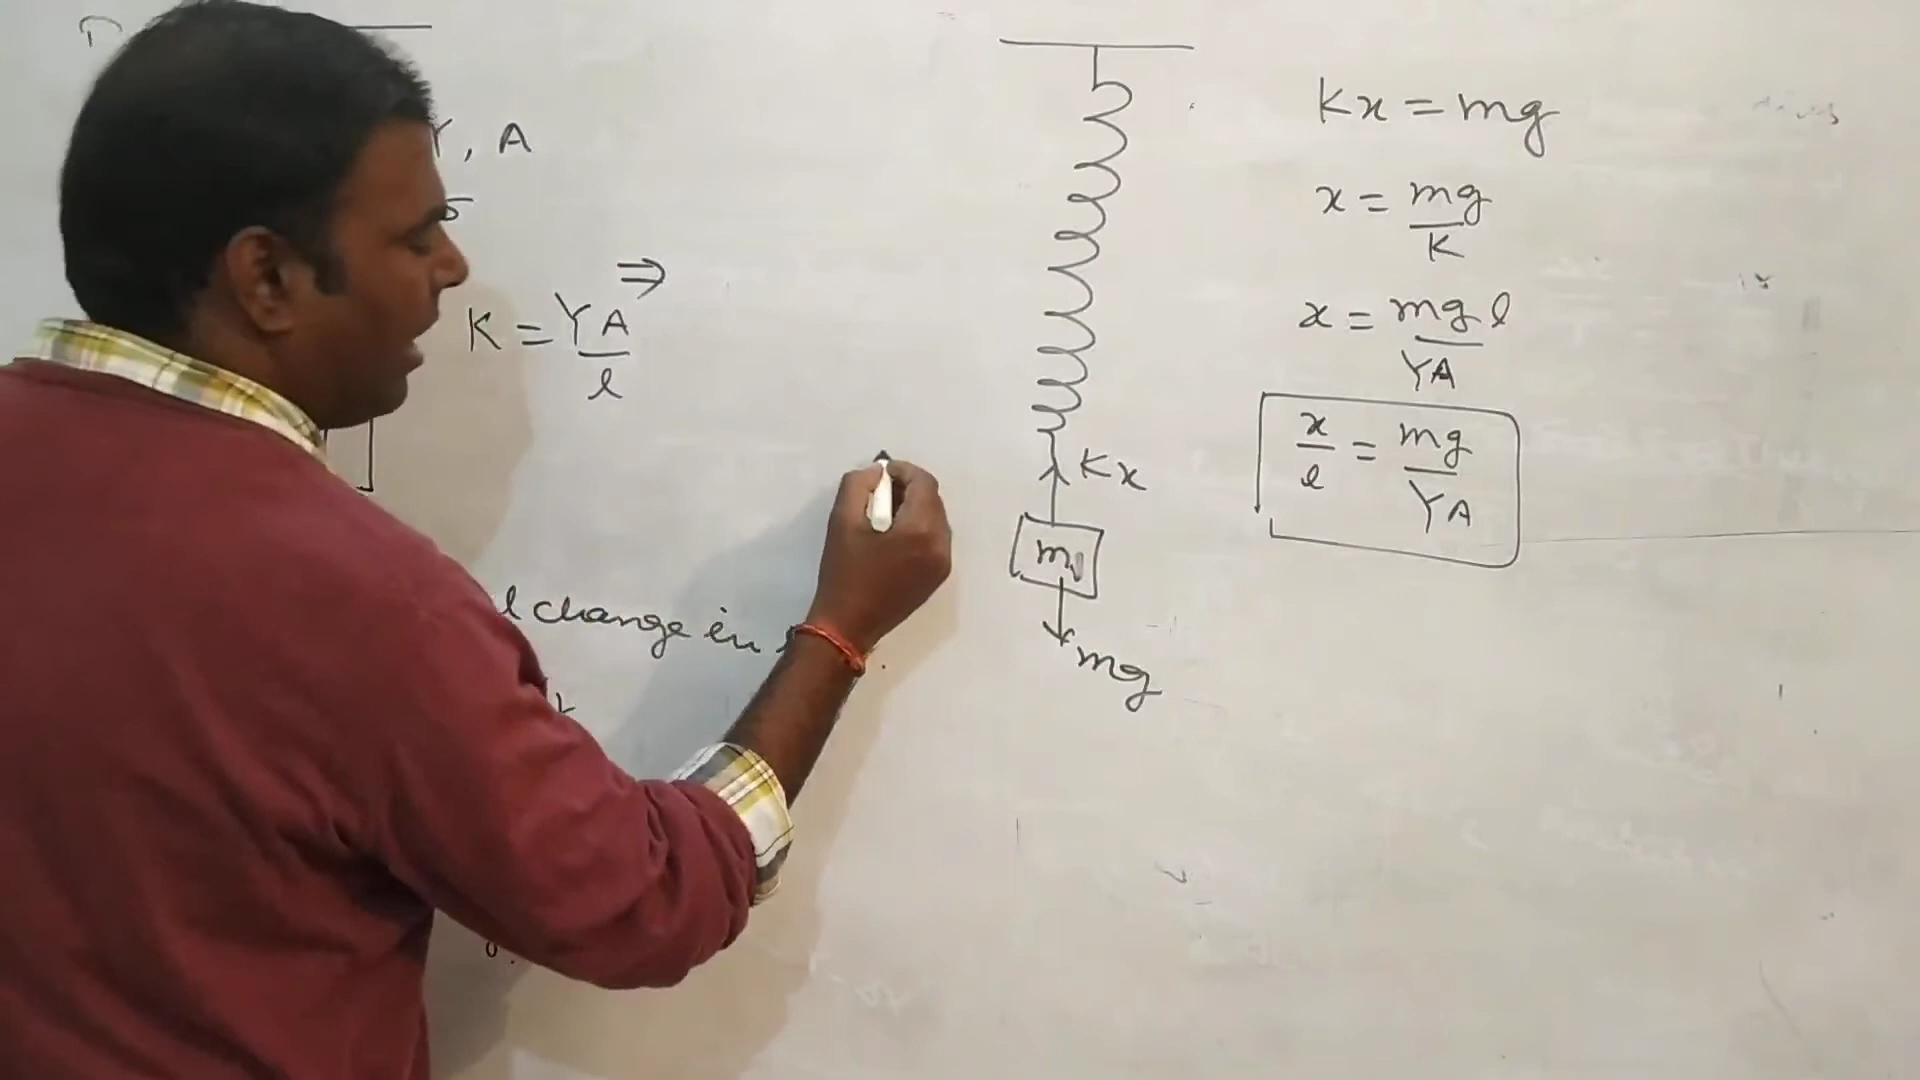 Y, A
σ
⇒
K = YA/l
change in
Kx
m
mg
Kx = mg
x = mg/K
x = mgl/YA
x/l = mg/YA